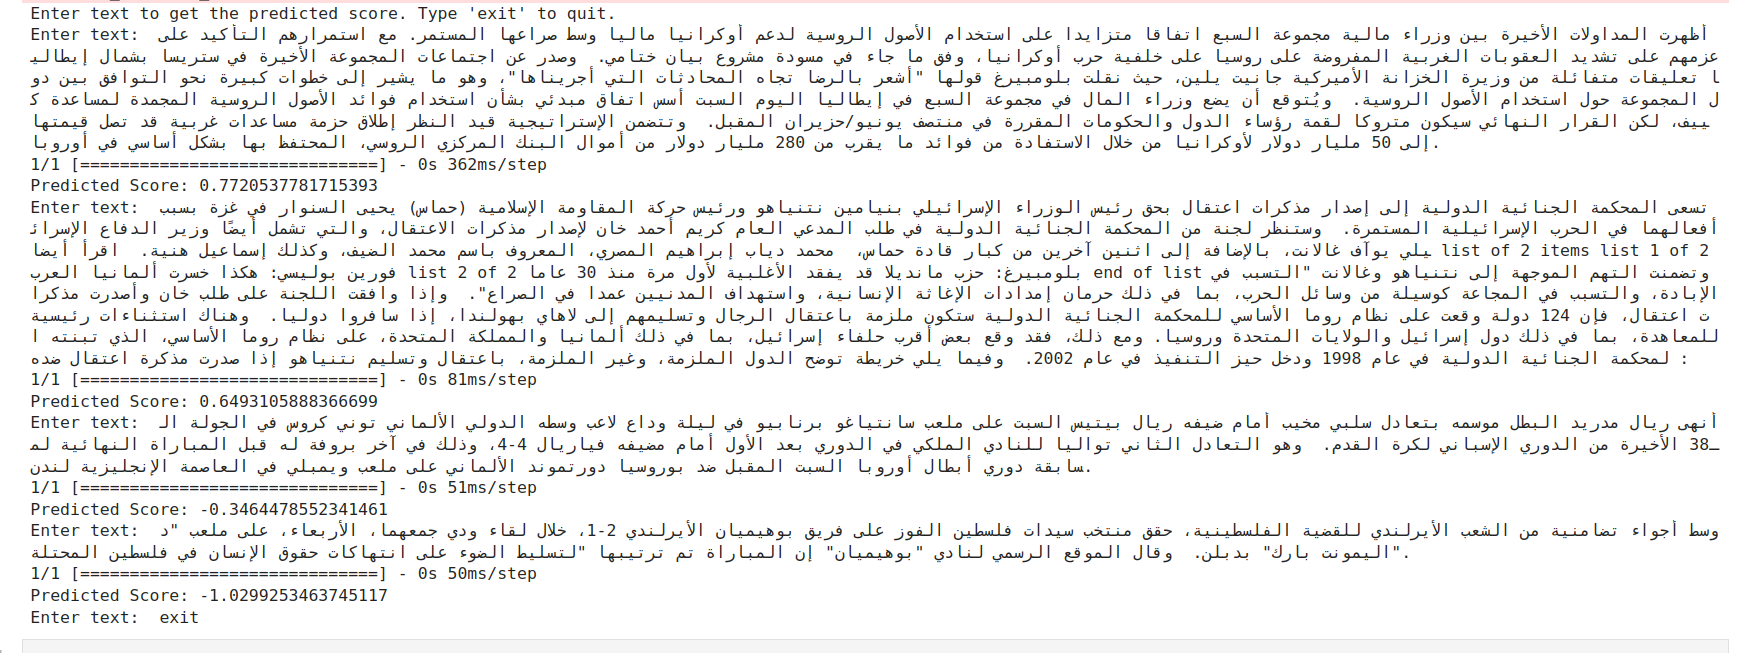 Enter text to get the predicted score. Type 'exit' to quit.
Enter text:  أظهرت المداولات الأخيرة بين وزراء مالية مجموعة السبع اتفاقا متزايدا على استخدام الأصول الروسية لدعم أوكرانيا ماليا وسط صراعها المستمر. مع استمرارهم التأكيد على
عزمهم على تشديد العقوبات الغربية المفروضة على روسيا على خلفية حرب أوكرانيا، وفق ما جاء في مسودة مشروع بيان ختامي.  وصدر عن اجتماعات المجموعة الأخيرة في ستريسا بشمال إيطالي
ا تعليقات متفائلة من وزيرة الخزانة الأميركية جانيت يلين، حيث نقلت بلومبيرغ قولها "أشعر بالرضا تجاه المحادثات التي أجريناها"، وهو ما يشير إلى خطوات كبيرة نحو التوافق بين دو
ل المجموعة حول استخدام الأصول الروسية.  ويُتوقع أن يضع وزراء المال في مجموعة السبع في إيطاليا اليوم السبت أسس اتفاق مبدئي بشأن استخدام فوائد الأصول الروسية المجمدة لمساعدة ك
ييف، لكن القرار النهائي سيكون متروكا لقمة رؤساء الدول والحكومات المقررة في منتصف يونيو/حزيران المقبل.  وتتضمن الإستراتيجية قيد النظر إطلاق حزمة مساعدات غربية قد تصل قيمتها
إلى 50 مليار دولار لأوكرانيا من خلال الاستفادة من فوائد ما يقرب من 280 مليار دولار من أموال البنك المركزي الروسي، المحتفظ بها بشكل أساسي في أوروبا.
1/1 [==============================] - 0s 362ms/step
Predicted Score: 0.7720537781715393
Enter text:  تسعى المحكمة الجنائية الدولية إلى إصدار مذكرات اعتقال بحق رئيس الوزراء الإسرائيلي بنيامين نتنياهو ورئيس حركة المقاومة الإسلامية (حماس) يحيى السنوار في غزة بسبب
أفعالهما في الحرب الإسرائيلية المستمرة.  وستنظر لجنة من المحكمة الجنائية الدولية في طلب المدعي العام كريم أحمد خان لإصدار مذكرات الاعتقال، والتي تشمل أيضًا وزير الدفاع الإسرائ
يلي يوآف غالانت، بالإضافة إلى اثنين آخرين من كبار قادة حماس،  محمد دياب إبراهيم المصري، المعروف باسم محمد الضيف، وكذلك إسماعيل هنية.  اقرأ أيضا list of 2 items list 1 of 2
فورين بوليسي: هكذا خسرت ألمانيا العرب list 2 of 2 بلومبيرغ: حزب مانديلا قد يفقد الأغلبية لأول مرة منذ 30 عاما end of list وتضمنت التهم الموجهة إلى نتنياهو وغالانت "التسبب في
الإبادة، والتسبب في المجاعة كوسيلة من وسائل الحرب، بما في ذلك حرمان إمدادات الإغاثة الإنسانية، واستهداف المدنيين عمدا في الصراع".  وإذا وافقت اللجنة على طلب خان وأصدرت مذكرا
ت اعتقال، فإن 124 دولة وقعت على نظام روما الأساسي للمحكمة الجنائية الدولية ستكون ملزمة باعتقال الرجال وتسليمهم إلى لاهاي بهولندا، إذا سافروا دوليا.  وهناك استثناءات رئيسية
للمعاهدة، بما في ذلك دول إسرائيل والولايات المتحدة وروسيا. ومع ذلك، فقد وقع بعض أقرب حلفاء إسرائيل، بما في ذلك ألمانيا والمملكة المتحدة، على نظام روما الأساسي، الذي تبنته ا
لمحكمة الجنائية الدولية في عام 1998 ودخل حيز التنفيذ في عام 2002.  وفيما يلي خريطة توضح الدول الملزمة، وغير الملزمة، باعتقال وتسليم نتنياهو إذا صدرت مذكرة اعتقال ضده :
1/1 [==============================] - 0s 81ms/step
Predicted Score: 0.6493105888366699
Enter text:  أنهى ريال مدريد البطل موسمه بتعادل سلبي مخيب أمام ضيفه ريال بيتيس السبت على ملعب سانتياغو برنابيو في ليلة وداع لاعب وسطه الدولي الألماني توني كروس في الجولة الـ
ـ38 الأخيرة من الدوري الإسباني لكرة القدم.  وهو التعادل الثاني تواليا للنادي الملكي في الدوري بعد الأول أمام مضيفه فياريال 4-4، وذلك في آخر بروفة له قبل المباراة النهائية لم
سابقة دوري أبطال أوروبا السبت المقبل ضد بوروسيا دورتموند الألماني على ملعب ويمبلي في العاصمة الإنجليزية لندن.
1/1 [==============================] - 0s 51ms/step
Predicted Score: -0.3464478552341461
Enter text:  وسط أجواء تضامنية من الشعب الأيرلندي للقضية الفلسطينية، حقق منتخب سيدات فلسطين الفوز على فريق بوهيميان الأيرلندي 2-1، خلال لقاء ودي جمعهما، الأربعاء، على ملعب "د
اليمونت بارك" بدبلن.  وقال الموقع الرسمي لنادي "بوهيميان" إن المباراة تم ترتيبها "لتسليط الضوء على انتهاكات حقوق الإنسان في فلسطين المحتلة".
1/1 [==============================] - 0s 50ms/step
Predicted Score: -1.0299253463745117
Enter text:  exit